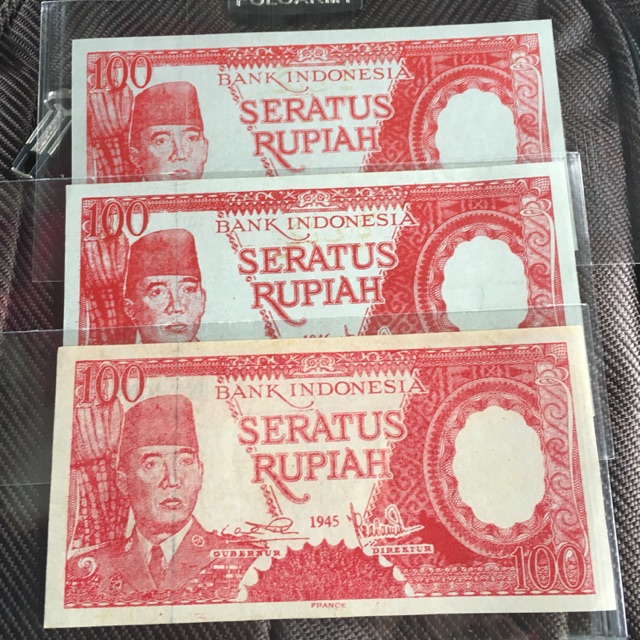 100
BANK INDONESIA
SERATUS
RUPIAH
100
BANK INDONESIA
SERATUS
RUPIAH
100
BANK INDONESIA
SERATUS
RUPIAH
1945
GUBERNUR DIREKTUR
100
FRANCE